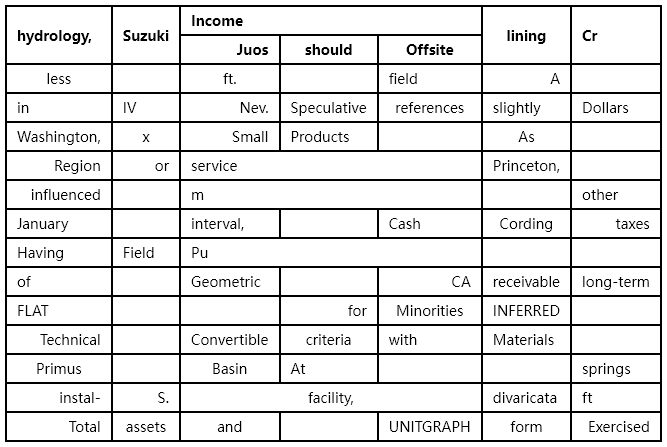 hydrology, Suzuki Income lining Cr
Juos should Offsite
less ft. field A
in IV Nev. Speculative references slightly Dollars
Washington, x Small Products As
Region or service Princeton,
influenced m other
January interval, Cash Cording taxes
Having Field Pu
of Geometric CA receivable long-term
FLAT for Minorities INFERRED
Technical Convertible criteria with Materials
Primus Basin At springs
instal- S. facility, divaricata ft
Total assets and UNITGRAPH form Exercised